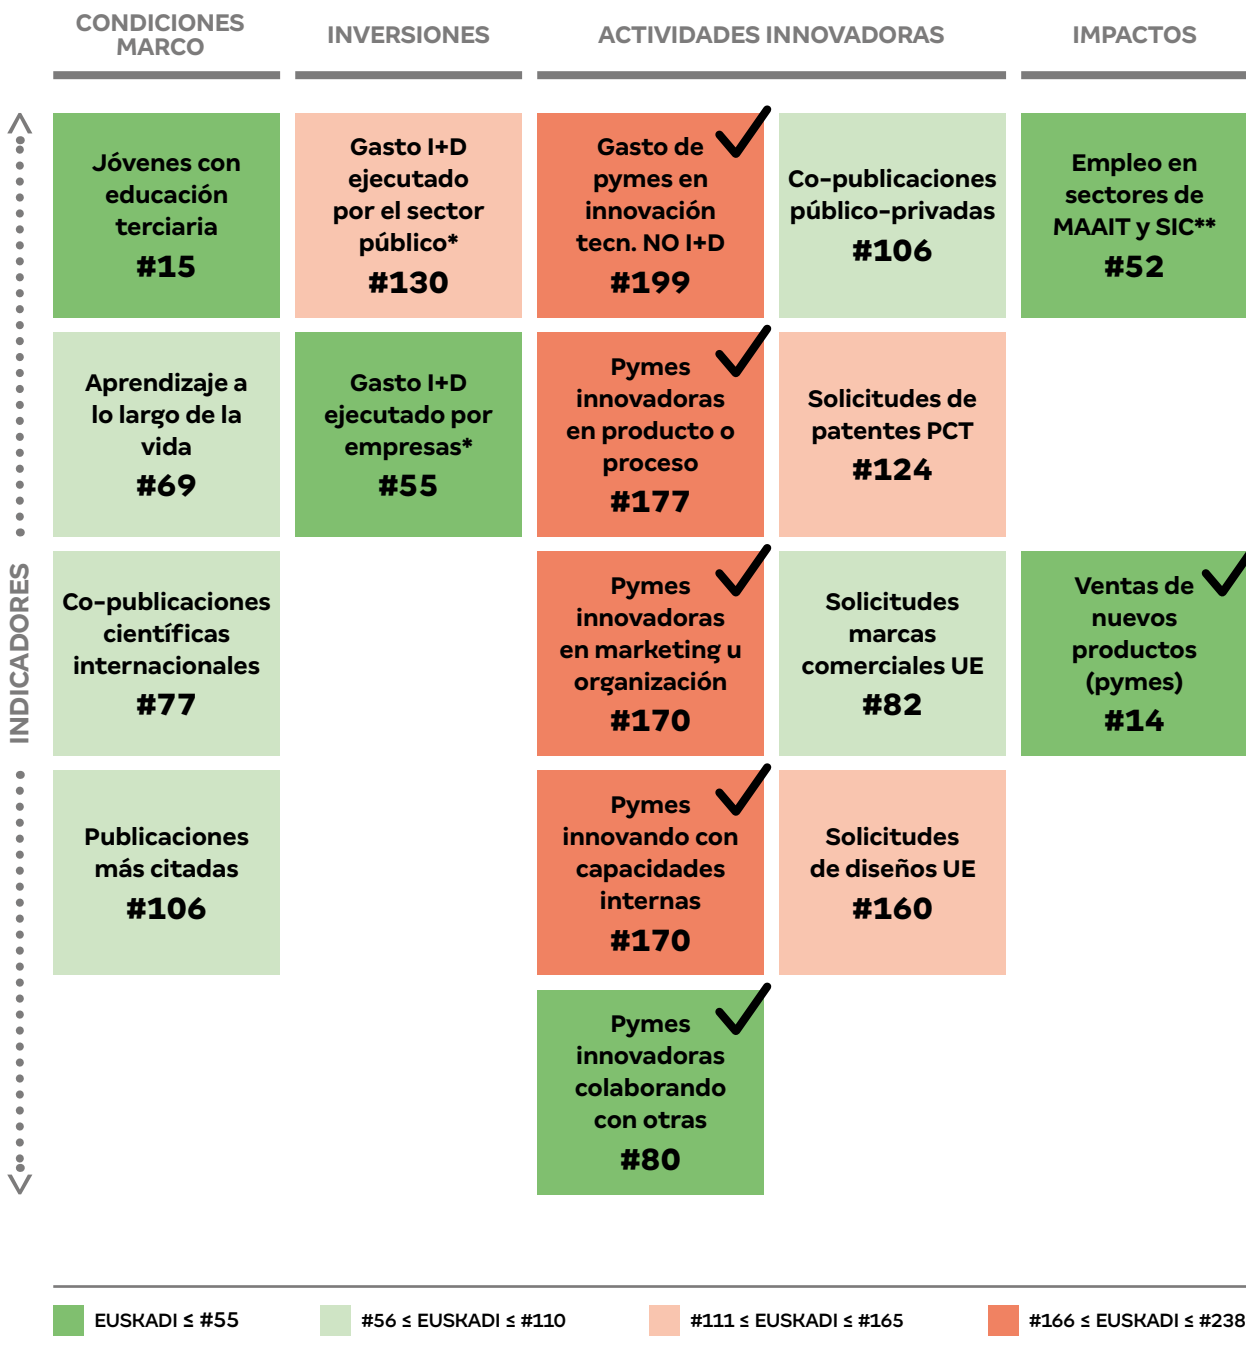 CONDICIONES
MARCO
INVERSIONES
ACTIVIDADES INNOVADORAS
IMPACTOS
INDICADORES
Jóvenes con
educación
terciaria
#15
Gasto I+D
ejecutado
por el sector
público*
#130
Gasto de
pymes en
innovación
tecn. NO I+D
#199
Co-publicaciones
público-privadas
#106
Empleo en
sectores de
MAAIT y SIC**
#52
Aprendizaje a
lo largo de la
vida
#69
Gasto I+D
ejecutado por
empresas*
#55
Pymes
innovadoras
en producto o
proceso
#177
Solicitudes de
patentes PCT
#124
Co-publicaciones
científicas
internacionales
#77
Pymes
innovadoras
en marketing u
organización
#170
Solicitudes
marcas
comerciales UE
#82
Ventas de
nuevos
productos
(pymes)
#14
Publicaciones
más citadas
#106
Pymes
innovando con
capacidades
internas
#170
Solicitudes
de diseños UE
#160
Pymes
innovadoras
colaborando
con otras
#80
EUSKADI ≤ #55
#56 ≤ EUSKADI ≤ #110
#111 ≤ EUSKADI ≤ #165
#166 ≤ EUSKADI ≤ #238